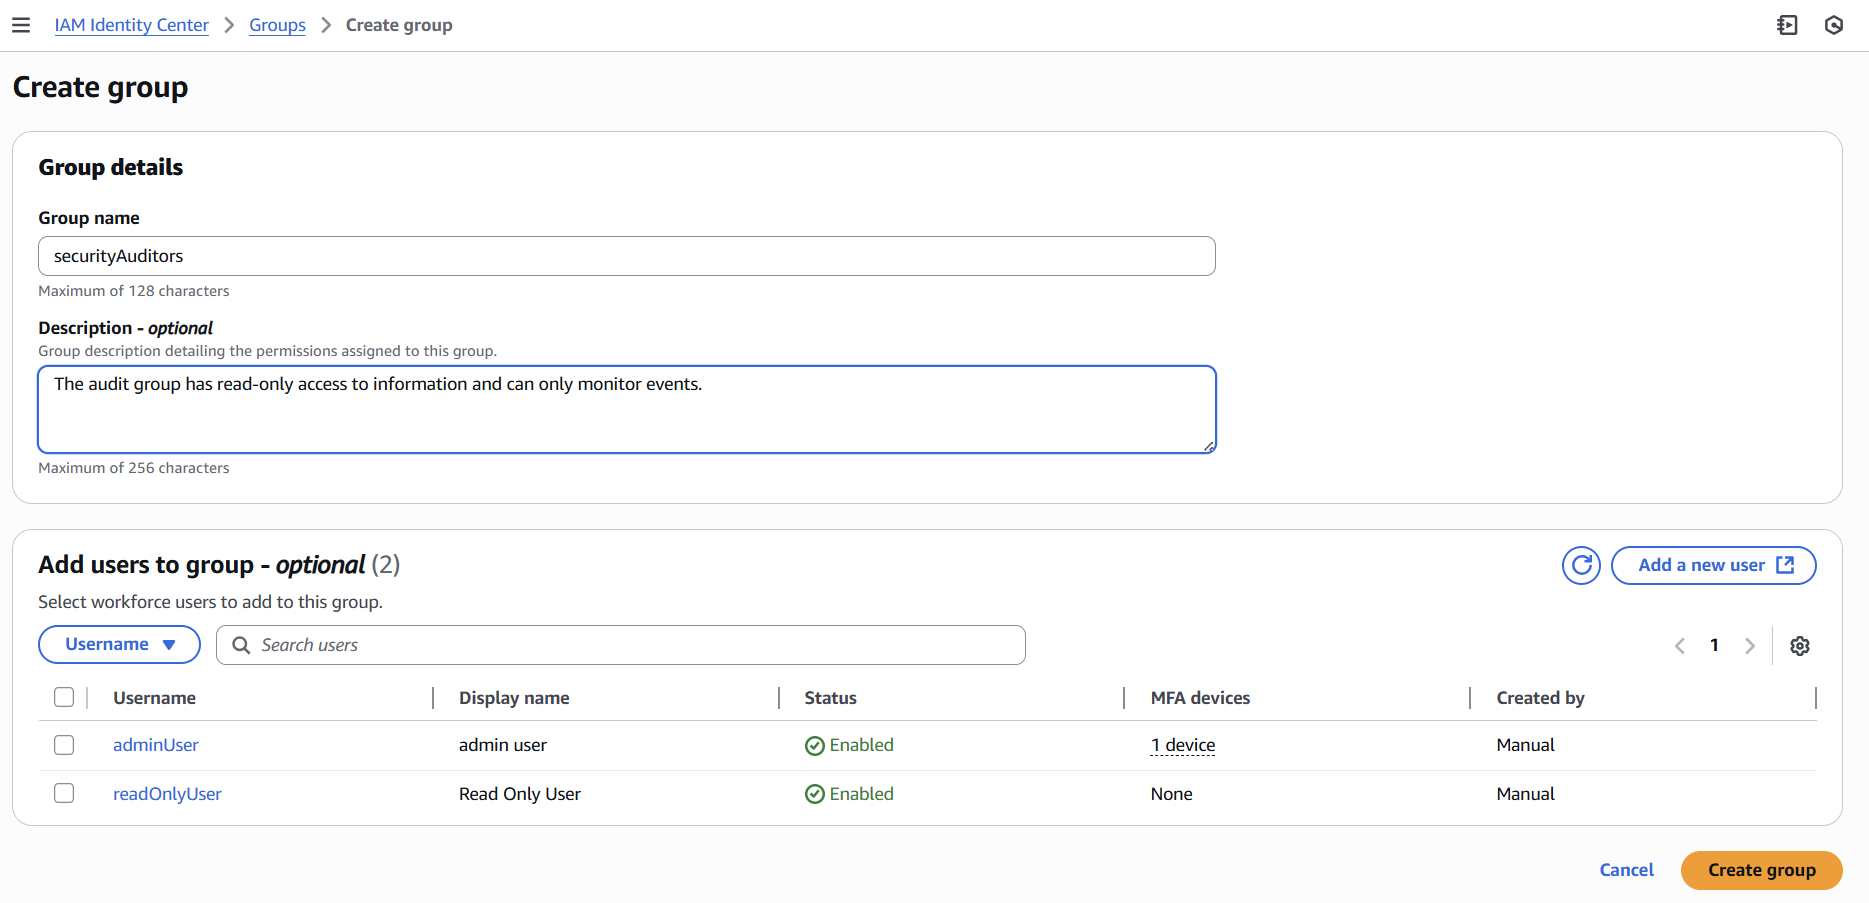 IAM Identity Center > Groups > Create group
Create group
Group details
Group name
securityAuditors
Maximum of 128 characters
Description - optional
Group description detailing the permissions assigned to this group.
The audit group has read-only access to information and can only monitor events.
Maximum of 256 characters
Add users to group - optional (2)
Add a new user
Select workforce users to add to this group.
Username
Search users
1
Username Display name Status MFA devices Created by
adminUser admin user Enabled 1 device Manual
readOnlyUser Read Only User Enabled None Manual
Cancel Create group